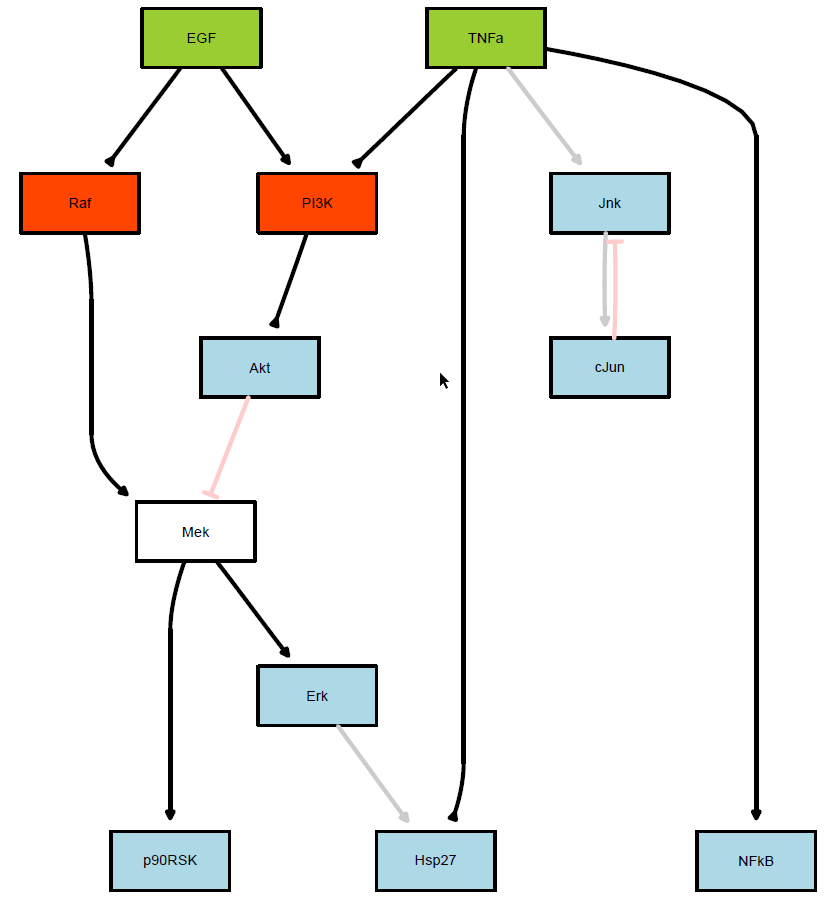 EGF
TNFa
Raf
PI3K
Jnk
Akt
cJun
Mek
Erk
p90RSK
Hsp27
NFkB